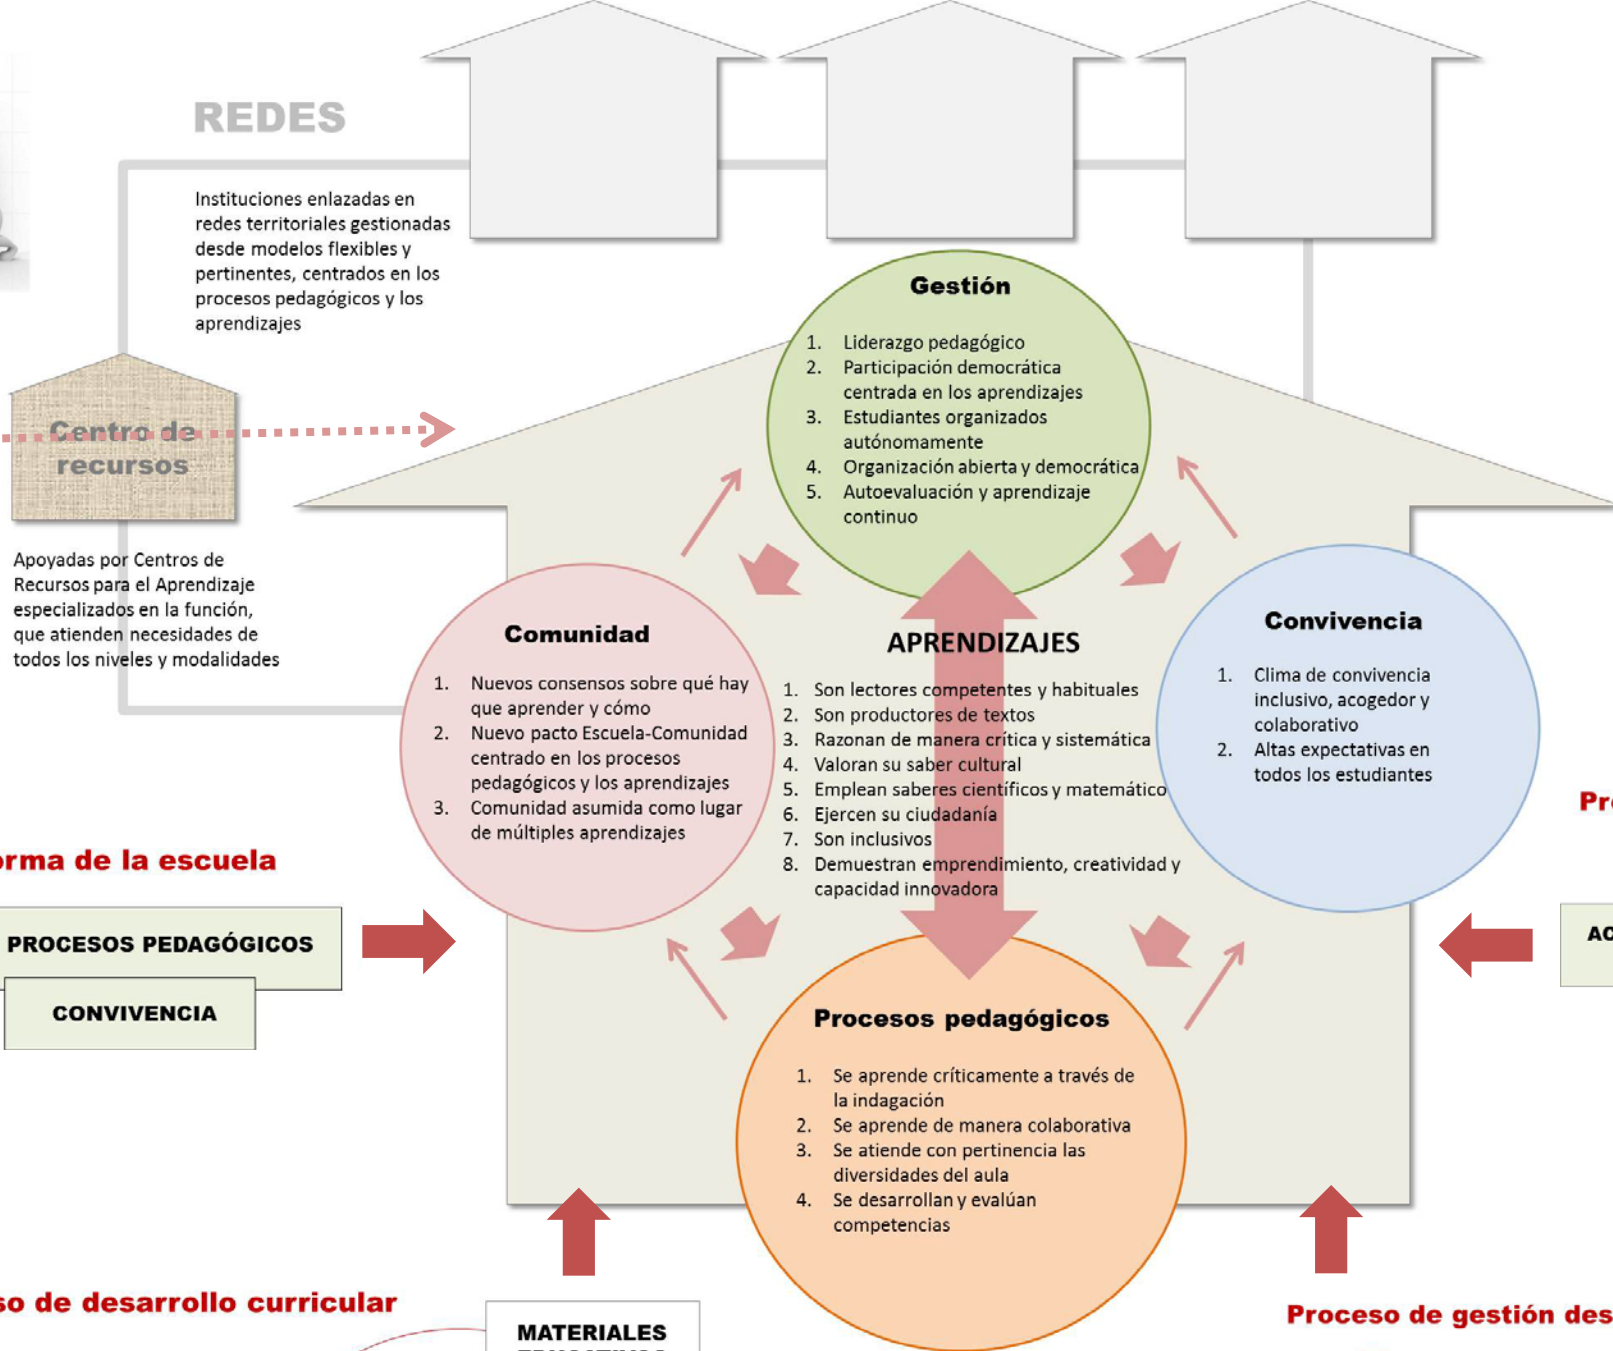 REDES
Instituciones enlazadas en
redes territoriales gestionadas
desde modelos flexibles y
pertinentes, centrados en los
procesos pedagógicos y los
aprendizajes
Centro de
recursos
Apoyadas por Centros de
Recursos para el Aprendizaje
especializados en la función,
que atienden necesidades de
todos los niveles y modalidades
Gestión
1. Liderazgo pedagógico
2. Participación democrática
centrada en los aprendizajes
3. Estudiantes organizados
autónomamente
4. Organización abierta y democrática
5. Autoevaluación y aprendizaje
continuo
Comunidad
1. Nuevos consensos sobre qué hay
que aprender y cómo
2. Nuevo pacto Escuela-Comunidad
centrado en los procesos
pedagógicos y los aprendizajes
3. Comunidad asumida como lugar
de múltiples aprendizajes
APRENDIZAJES
1. Son lectores competentes y habituales
2. Son productores de textos
3. Razonan de manera crítica y sistemática
4. Valoran su saber cultural
5. Emplean saberes científicos y matemático
6. Ejercen su ciudadanía
7. Son inclusivos
8. Demuestran emprendimiento, creatividad y
capacidad innovadora
Convivencia
1. Clima de convivencia
inclusivo, acogedor y
colaborativo
2. Altas expectativas en
todos los estudiantes
orma de la escuela
PROCESOS PEDAGÓGICOS
CONVIVENCIA
Procesos pedagógicos
1. Se aprende críticamente a través de
la indagación
2. Se aprende de manera colaborativa
3. Se atiende con pertinencia las
diversidades del aula
4. Se desarrollan y evalúan
competencias
so de desarrollo curricular
MATERIALES
Proceso de gestión des